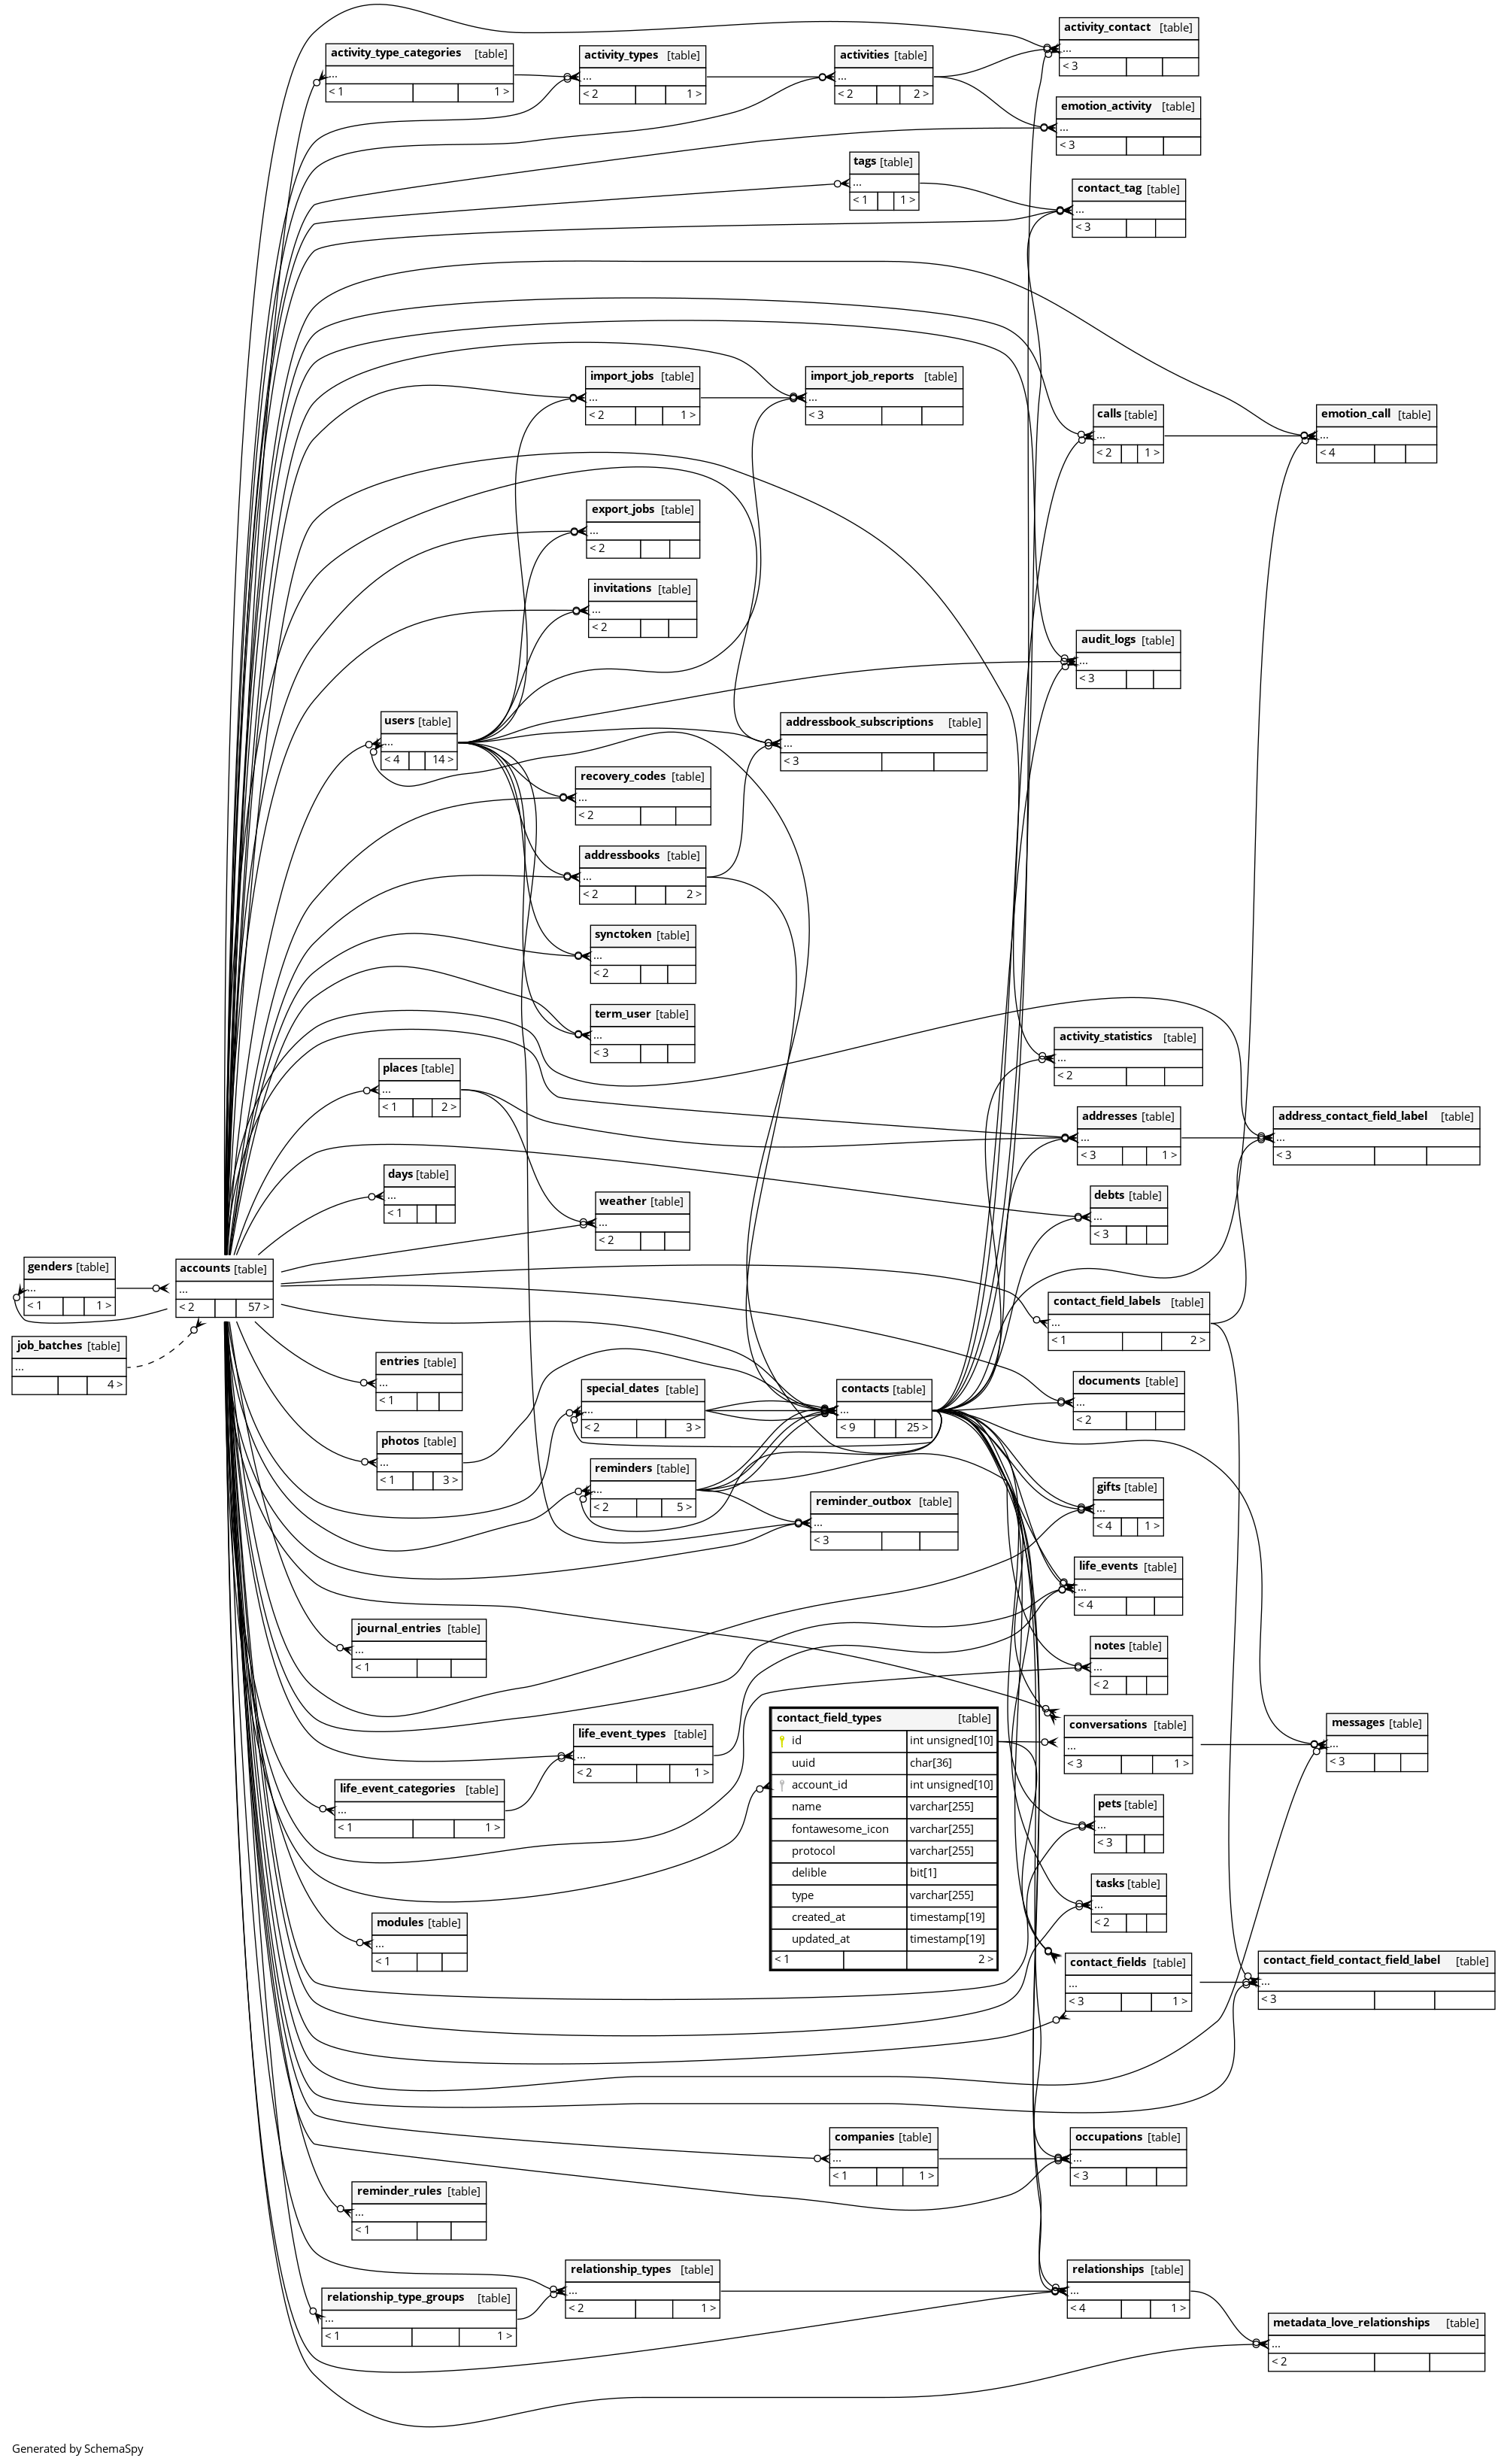 activity_contact [table]
...
< 3
activity_type_categories [table]
...
< 1 1 >
activity_types [table]
...
< 2 1 >
activities [table]
...
< 2 2 >
emotion_activity [table]
...
< 3
tags [table]
...
< 1 1 >
contact_tag [table]
...
< 3
import_jobs [table]
...
< 2 1 >
import_job_reports [table]
...
< 3
calls [table]
...
< 2 1 >
emotion_call [table]
...
< 4
export_jobs [table]
...
< 2
invitations [table]
...
< 2
audit_logs [table]
...
< 3
users [table]
...
< 4 14 >
addressbook_subscriptions [table]
...
< 3
recovery_codes [table]
...
< 2
addressbooks [table]
...
< 2 2 >
synctoken [table]
...
< 2
term_user [table]
...
< 3
activity_statistics [table]
...
< 2
places [table]
...
< 1 2 >
addresses [table]
...
< 3 1 >
address_contact_field_label [table]
...
< 3
days [table]
...
< 1
weather [table]
...
< 2
debts [table]
...
< 3
genders [table]
...
< 1 1 >
accounts [table]
...
< 2 57 >
contact_field_labels [table]
...
< 1 2 >
job_batches [table]
...
4 >
entries [table]
...
< 1
special_dates [table]
...
< 2 3 >
contacts [table]
...
< 9 25 >
documents [table]
...
< 2
photos [table]
...
< 1 3 >
reminders [table]
...
< 2 5 >
reminder_outbox [table]
...
< 3
gifts [table]
...
< 4 1 >
life_events [table]
...
< 4
journal_entries [table]
...
< 1
notes [table]
...
< 2
contact_field_types [table]
id int unsigned[10]
uuid char[36]
account_id int unsigned[10]
name varchar[255]
fontawesome_icon varchar[255]
protocol varchar[255]
delible bit[1]
type varchar[255]
created_at timestamp[19]
updated_at timestamp[19]
< 1 2 >
life_event_types [table]
...
< 2 1 >
conversations [table]
...
< 3 1 >
messages [table]
...
< 3
life_event_categories [table]
...
< 1 1 >
pets [table]
...
< 3
tasks [table]
...
< 2
modules [table]
...
< 1
contact_fields [table]
...
< 3 1 >
contact_field_contact_field_label [table]
...
< 3
companies [table]
...
< 1 1 >
occupations [table]
...
< 3
reminder_rules [table]
...
< 1
relationship_types [table]
...
< 2 1 >
relationships [table]
...
< 4 1 >
relationship_type_groups [table]
...
< 1 1 >
metadata_love_relationships [table]
...
< 2
Generated by SchemaSpy